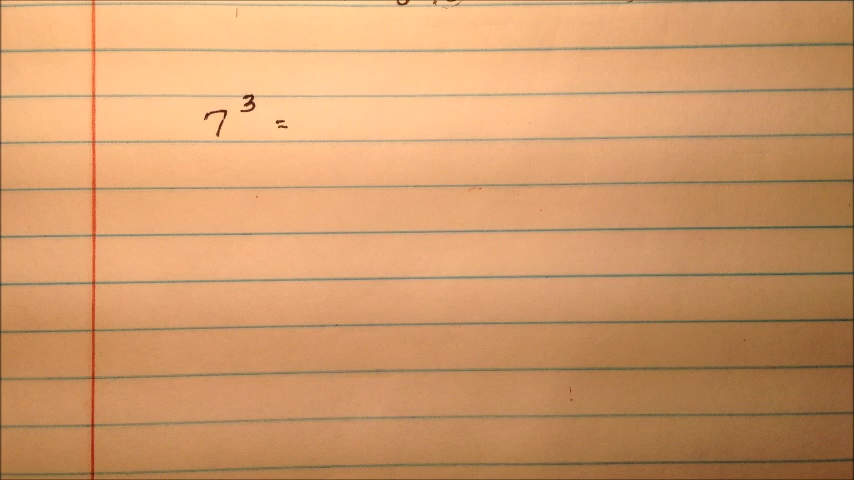 7³ =